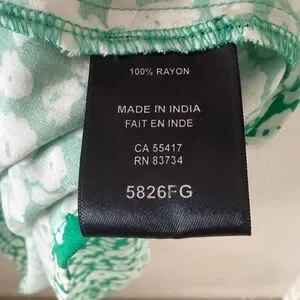 100% RAYON
MADE IN INDIA
FAIT EN INDE
CA 55417
RN 83734
5826FG